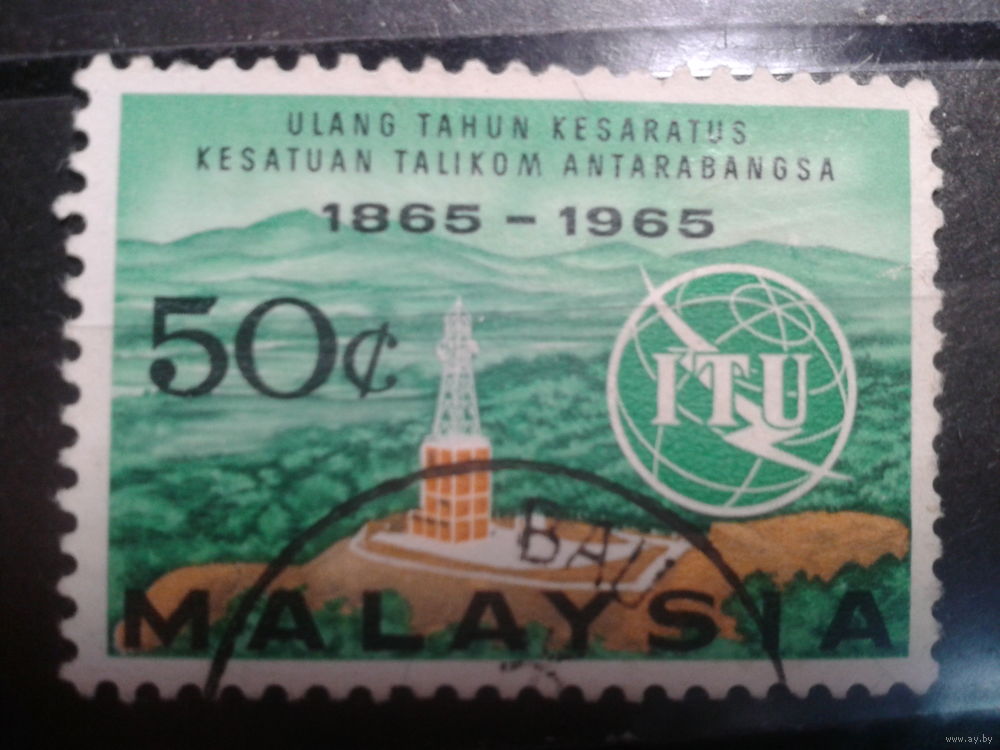 ULANG TAHUN KESARATUS
KESATUAN TALIKOM ANTARABANGSA
1865 - 1965
50¢
ITU
MALAYSIA
www.ay.by